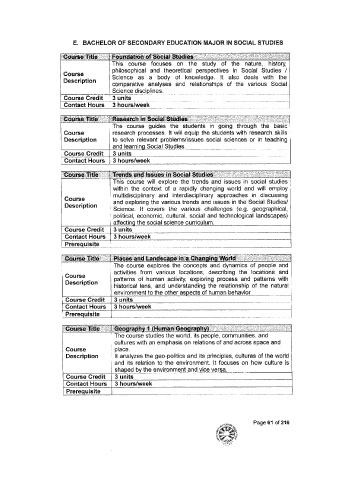 E. BACHELOR OF SECONDARY EDUCATION MAJOR IN SOCIAL STUDIES
Course Title Foundation of Social Studies
Course Description This course focuses on the study of the nature, history,
philosophical and theoretical perspectives in Social Studies /
Science as a body of knowledge. It also deals with the
comparative analyses and relationships of the various Social
Science disciplines.
Course Credit 3 units
Contact Hours 3 hours/week
Course Title Research in Social Studies
Course Description The course guides the students in going through the basic
research processes. It will equip the students with research skills
to solve relevant problems/issues social sciences or in teaching
and learning Social Studies
Course Credit 3 units
Contact Hours 3 hours/week
Course Title Trends and Issues in Social Studies
Course Description This course will explore the trends and issues in social studies
within the context of a rapidly changing world and will employ
multidisciplinary and interdisciplinary approaches in discussing
and exploring the various trends and issues in the Social Studies/
Science. It covers the various challenges (e.g. geographical,
political, economic, cultural, social and technological landscapes)
affecting the social science curriculum.
Course Credit 3 units
Contact Hours 3 hours/week
Prerequisite
Course Title Places and Landscape in a Changing World
Course Description The course explores the concepts and dynamics of people and
activities from various locations, describing the locations and
patterns of human activity, exploring process and patterns with
historical lens, and understanding the relationship of the natural
environment to the other aspects of human behavior
Course Credit 3 units
Contact Hours 3 hours/week
Prerequisite
Course Title Geography 1 (Human Geography)
Course Description The course studies the world, its people, communities, and
cultures with an emphasis on relations of and across space and
place.
It analyzes the geo-politics and its principles, cultures of the world
and its relation to the environment. It focuses on how culture is
shaped by the environment and vice versa.
Course Credit 3 units
Contact Hours 3 hours/week
Prerequisite
Page 61 of 216